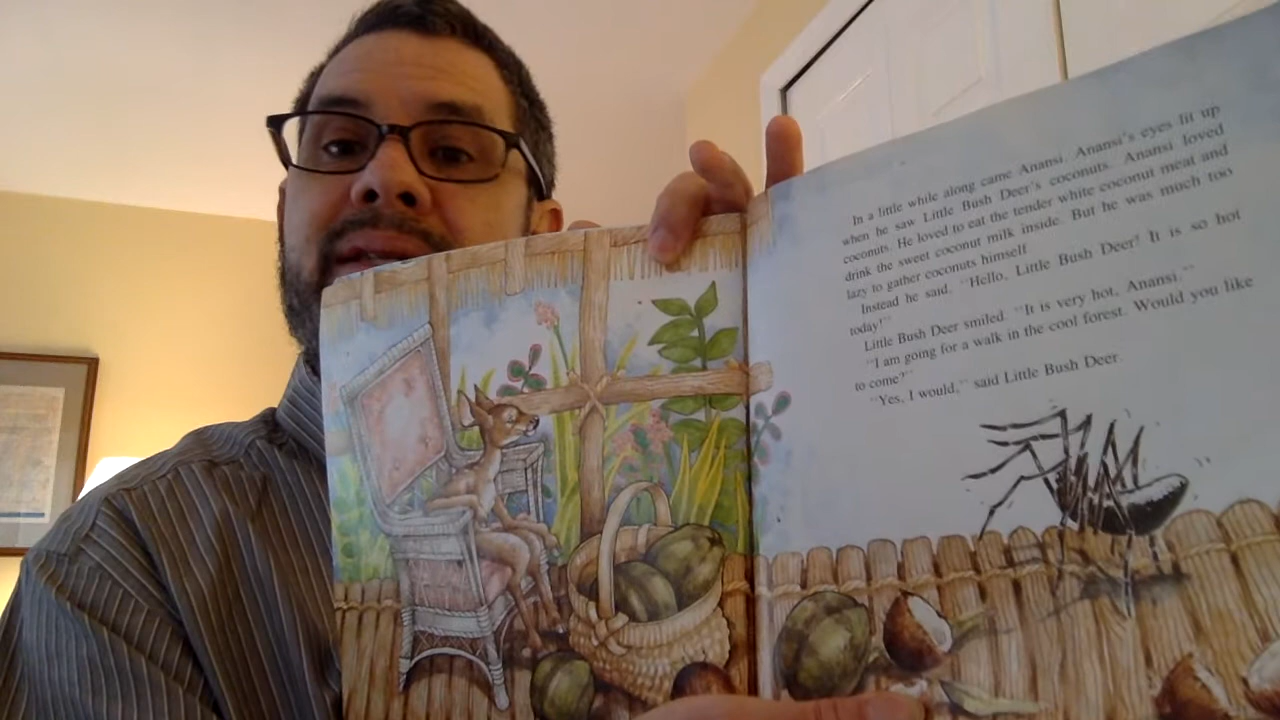 In a little while along came Anansi. Anansi's eyes lit up
when he saw Little Bush Deer's coconuts. Anansi loved
coconuts. He loved to eat the tender white coconut meat and
drink the sweet coconut milk inside. But he was much too
lazy to gather coconuts himself.
Instead he said, "Hello, Little Bush Deer! It is so hot
today!"
Little Bush Deer smiled. "It is very hot, Anansi."
"I am going for a walk in the cool forest. Would you like
to come?"
"Yes, I would," said Little Bush Deer.